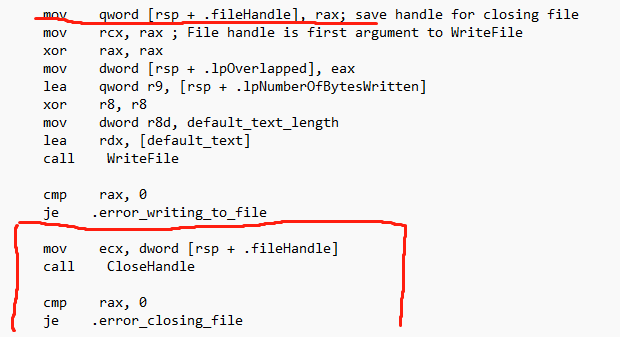 mov qword [rsp + .fileHandle], rax; save handle for closing file
mov rcx, rax ; File handle is first argument to WriteFile
xor rax, rax
mov dword [rsp + .lpOverlapped], eax
lea qword r9, [rsp + .lpNumberOfBytesWritten]
xor r8, r8
mov dword r8d, default_text_length
lea rdx, [default_text]
call WriteFile
cmp rax, 0
je .error_writing_to_file
mov ecx, dword [rsp + .fileHandle]
call CloseHandle
cmp rax, 0
je .error_closing_file